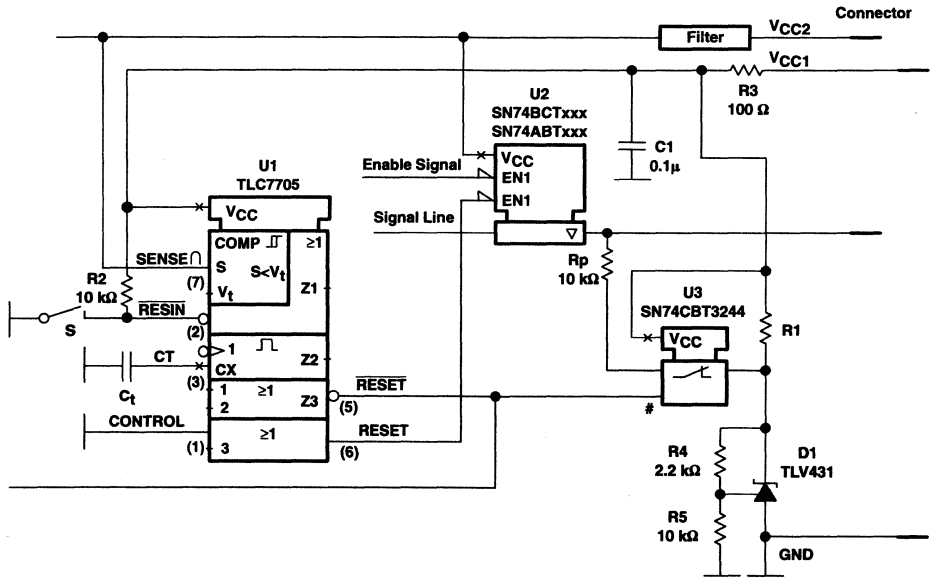 Connector
Filter
VCC2
VCC1
R3
100 Ω
U2
SN74BCTxxx
SN74ABTxxx
C1
0.1μ
VCC
EN1
EN1
▽
Enable Signal
Signal Line
U1
TLC7705
VCC
COMP
≥1
SENSE
S
S<Vt
(7)
Vt
Z1
R2
10 kΩ
RESIN
(2)
S
1
Z2
CT
CX
(3)
Ct
1
≥1
2
Z3
RESET
(5)
CONTROL
≥1
RESET
(1)
3
(6)
Rp
10 kΩ
U3
SN74CBT3244
VCC
R1
#
R4
2.2 kΩ
D1
TLV431
R5
10 kΩ
GND